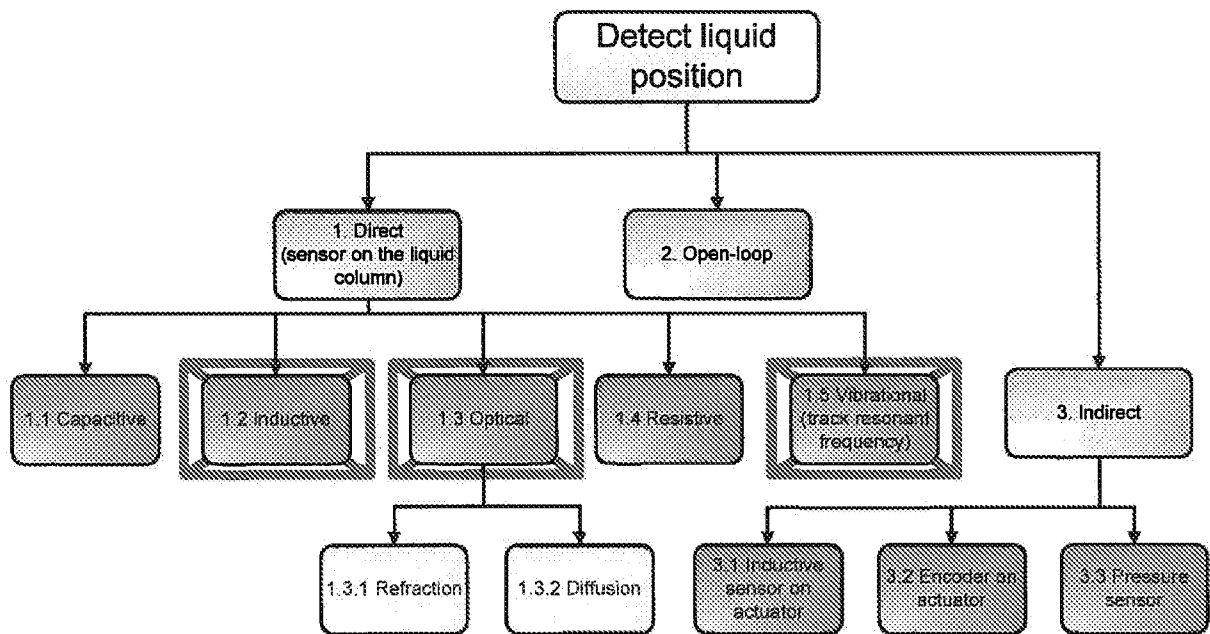 Detect liquid
position
1. Direct
(sensor on the liquid
column)
2. Open-loop
1.1 Capacitive
1.2 Inductive
1.3 Optical
1.4 Resistive
1.5 Vibrational
(track resonant
frequency)
3. Indirect
1.3.1 Refraction
1.3.2 Diffusion
3.1 Inductive
sensor on
actuator
3.2 Encoder on
actuator
3.3 Pressure
sensor